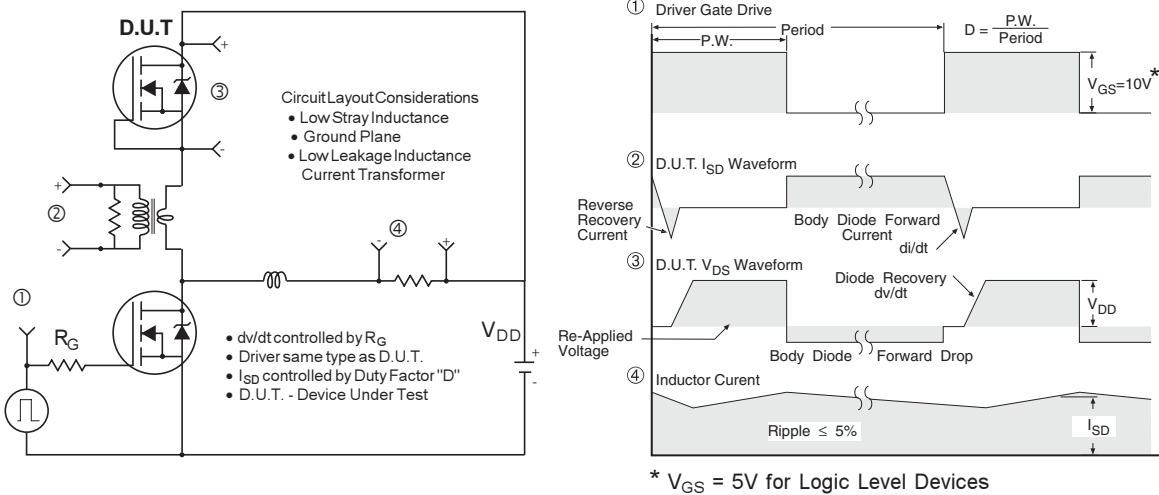 D.U.T
+
③
-
Circuit Layout Considerations
• Low Stray Inductance
• Ground Plane
• Low Leakage Inductance
Current Transformer
+
②
-
④
-
+
①
R_G
V_DD
+
-
• dv/dt controlled by R_G
• Driver same type as D.U.T.
• I_SD controlled by Duty Factor "D"
• D.U.T. - Device Under Test
① Driver Gate Drive
P.W.
Period
D = P.W. / Period
V_GS=10V *
② D.U.T. I_SD Waveform
Reverse
Recovery
Current
Body Diode Forward
Current
di/dt
③ D.U.T. V_DS Waveform
Diode Recovery
dv/dt
V_DD
Re-Applied
Voltage
Body Diode Forward Drop
④ Inductor Curent
Ripple ≤ 5%
I_SD
* V_GS = 5V for Logic Level Devices